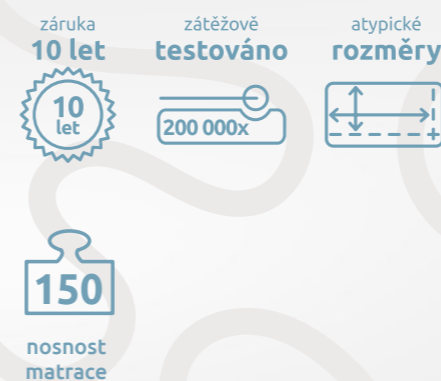 záruka
10 let
10
let
zátěžově
testováno
200 000x
atypické
rozměry
150
nosnost
matrace